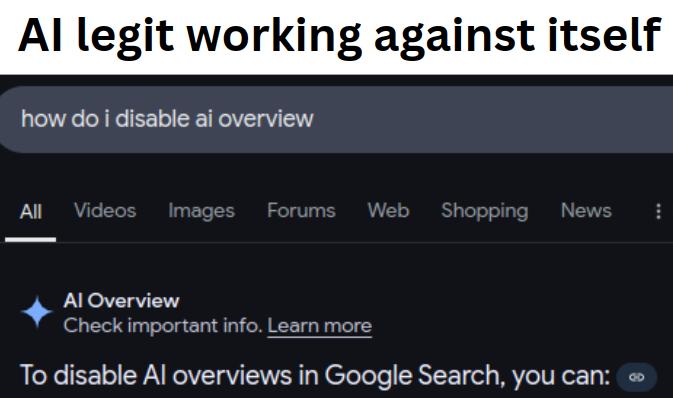 AI legit working against itself
how do i disable ai overview
All Videos Images Forums Web Shopping News
AI Overview
Check important info. Learn more
To disable AI overviews in Google Search, you can: